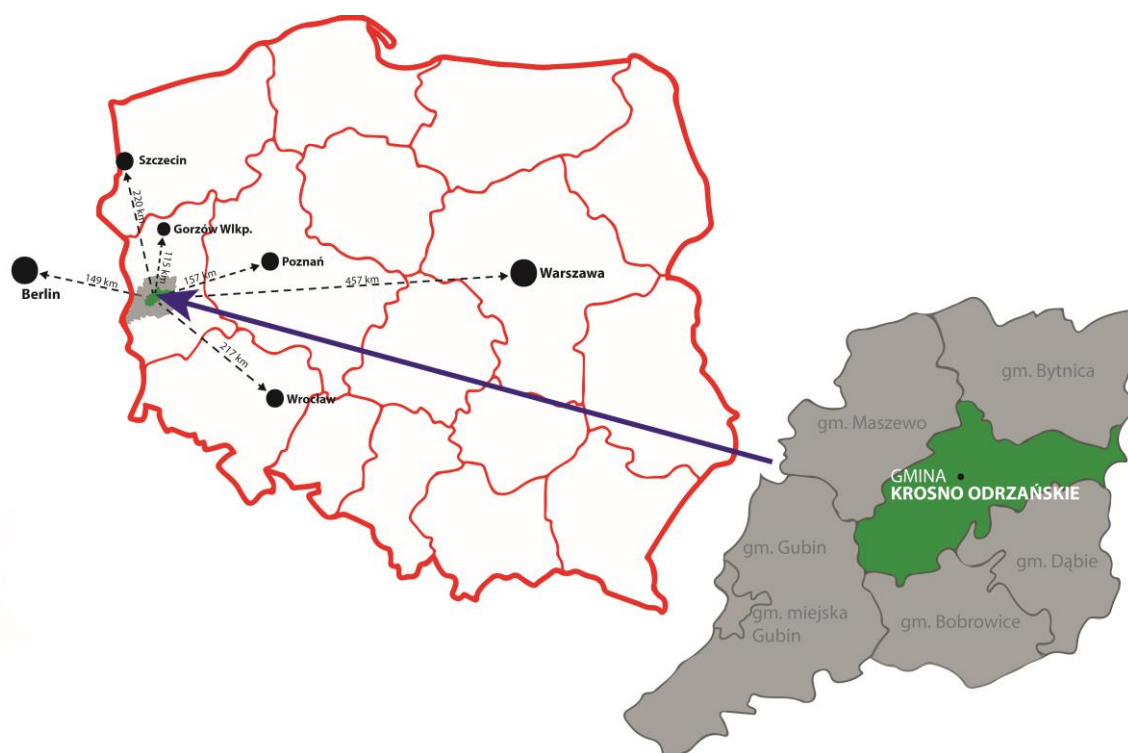 Szczecin
220 km
Gorzów Wlkp.
115 km
Poznań
157 km
149 km
Berlin
457 km
Warszawa
217 km
Wrocław
gm. Bytnica
gm. Maszewo
GMINA
KROSNO ODRZAŃSKIE
gm. Gubin
gm. Dąbie
gm. miejska
Gubin
gm. Bobrowice